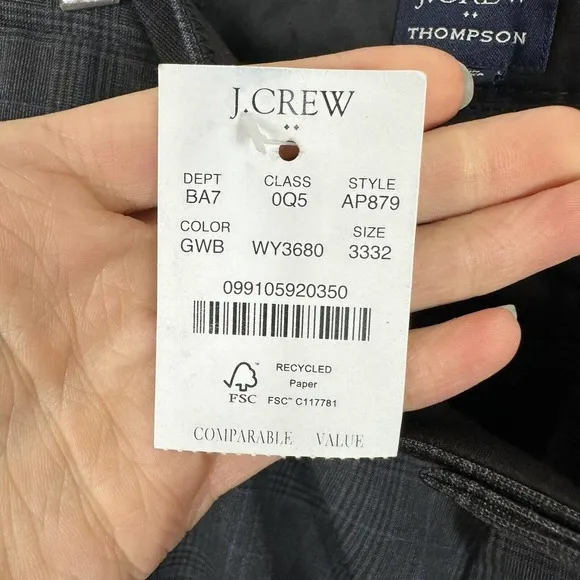 J.CREW
THOMPSON
J.CREW
DEPT CLASS STYLE
BA7 0Q5 AP879
COLOR SIZE
GWB WY3680 3332
099105920350
RECYCLED
Paper
FSC FSC™ C117781
COMPARABLE VALUE